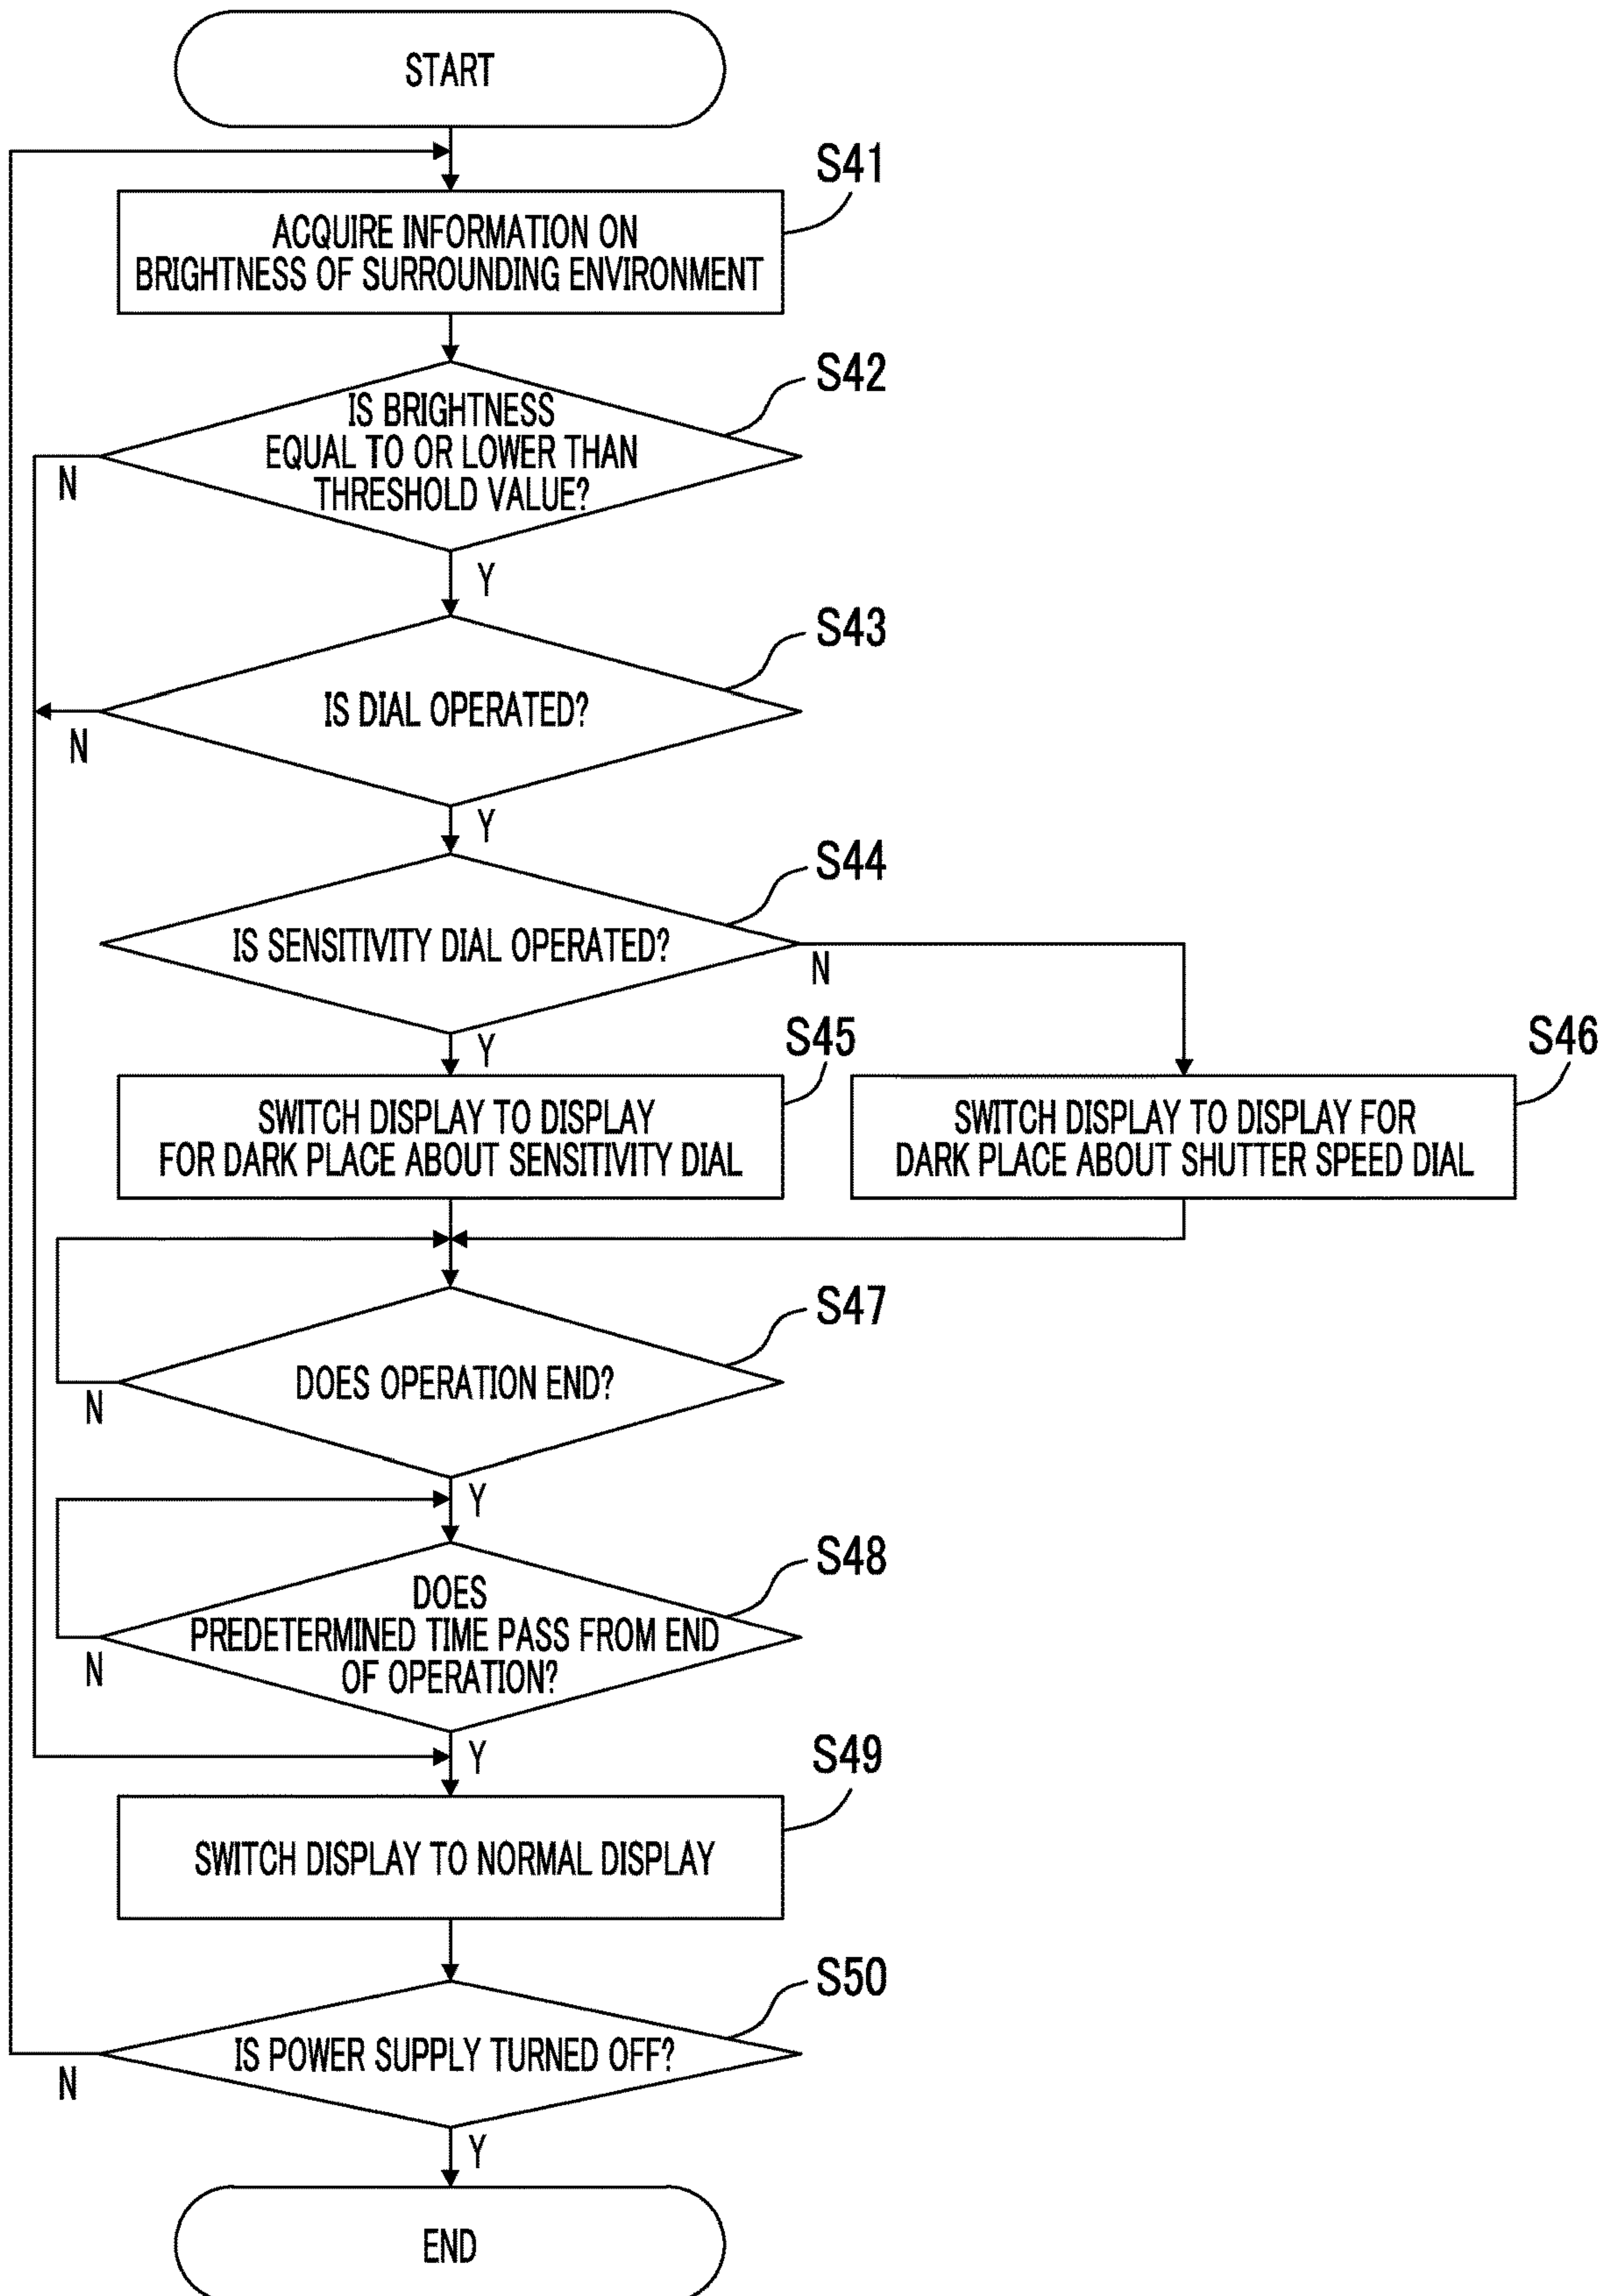 START
S41
ACQUIRE INFORMATION ON
BRIGHTNESS OF SURROUNDING ENVIRONMENT
S42
IS BRIGHTNESS
EQUAL TO OR LOWER THAN
THRESHOLD VALUE?
N
Y
S43
IS DIAL OPERATED?
N
Y
S44
IS SENSITIVITY DIAL OPERATED?
N
Y
S45
SWITCH DISPLAY TO DISPLAY
FOR DARK PLACE ABOUT SENSITIVITY DIAL
S46
SWITCH DISPLAY TO DISPLAY FOR
DARK PLACE ABOUT SHUTTER SPEED DIAL
S47
DOES OPERATION END?
N
Y
S48
DOES
PREDETERMINED TIME PASS FROM END
OF OPERATION?
N
Y
S49
SWITCH DISPLAY TO NORMAL DISPLAY
S50
IS POWER SUPPLY TURNED OFF?
N
Y
END